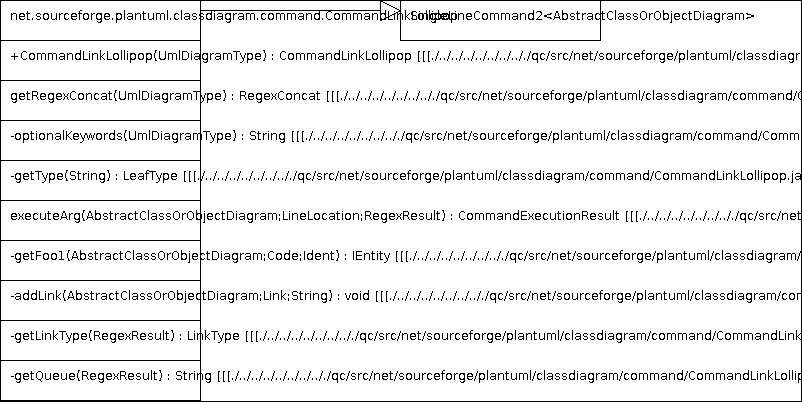 net.sourceforge.plantuml.classdiagram.command.CommandLinkLollipop
SingleLineCommand2<AbstractClassOrObjectDiagram>
+CommandLinkLollipop(UmlDiagramType) : CommandLinkLollipop [[[./../../../../../../../qc/src/net/sourceforge/plantuml/classdiagr
getRegexConcat(UmlDiagramType) : RegexConcat [[[./../../../../../../../qc/src/net/sourceforge/plantuml/classdiagram/command/C
-optionalKeywords(UmlDiagramType) : String [[[./../../../../../../../qc/src/net/sourceforge/plantuml/classdiagram/command/Comm
-getType(String) : LeafType [[[./../../../../../../../qc/src/net/sourceforge/plantuml/classdiagram/command/CommandLinkLollipop.ja
executeArg(AbstractClassOrObjectDiagram;LineLocation;RegexResult) : CommandExecutionResult [[[./../../../../../../../qc/src/net
-getFoo1(AbstractClassOrObjectDiagram;Code;Ident) : IEntity [[[./../../../../../../../qc/src/net/sourceforge/plantuml/classdiagram/
-addLink(AbstractClassOrObjectDiagram;Link;String) : void [[[./../../../../../../../qc/src/net/sourceforge/plantuml/classdiagram/com
-getLinkType(RegexResult) : LinkType [[[./../../../../../../../qc/src/net/sourceforge/plantuml/classdiagram/command/CommandLink
-getQueue(RegexResult) : String [[[./../../../../../../../qc/src/net/sourceforge/plantuml/classdiagram/command/CommandLinkLollip